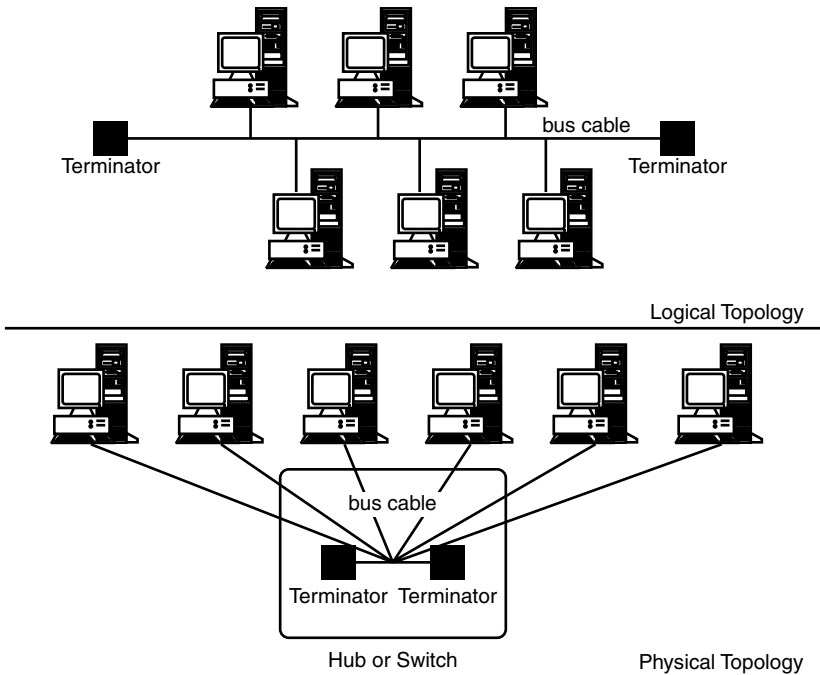 bus cable
Terminator
Terminator
Logical Topology
bus cable
Terminator Terminator
Hub or Switch
Physical Topology